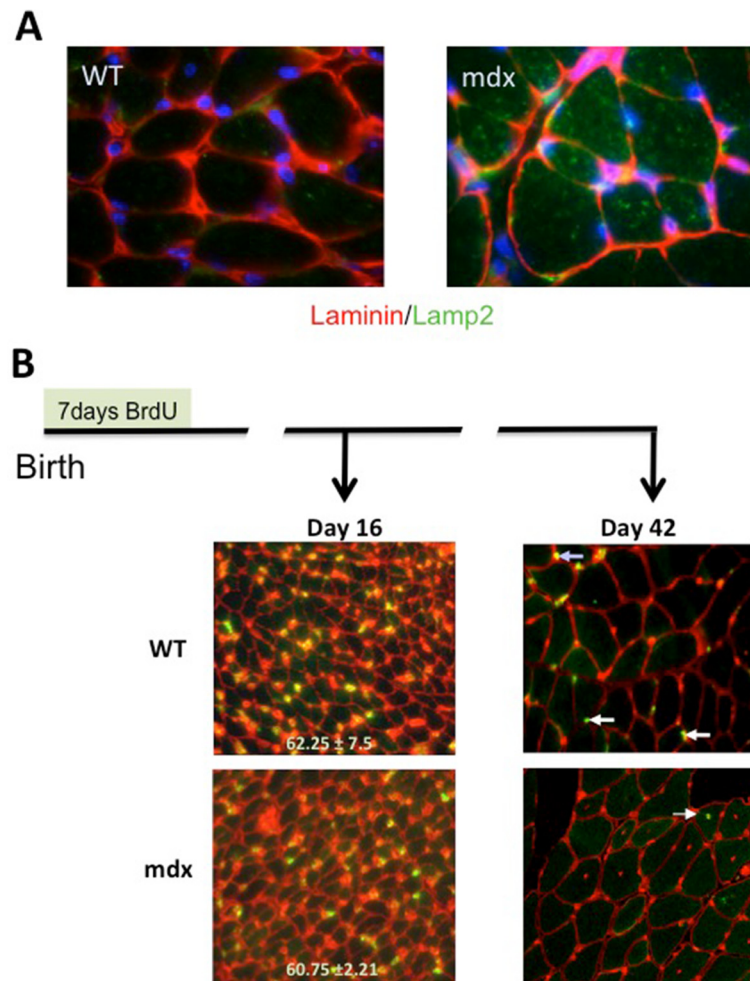 A
WT
mdx
Laminin/Lamp2
B
7days BrdU
Birth
Day 16
Day 42
WT
62.25 ± 7.5
mdx
60.75 ±2.21